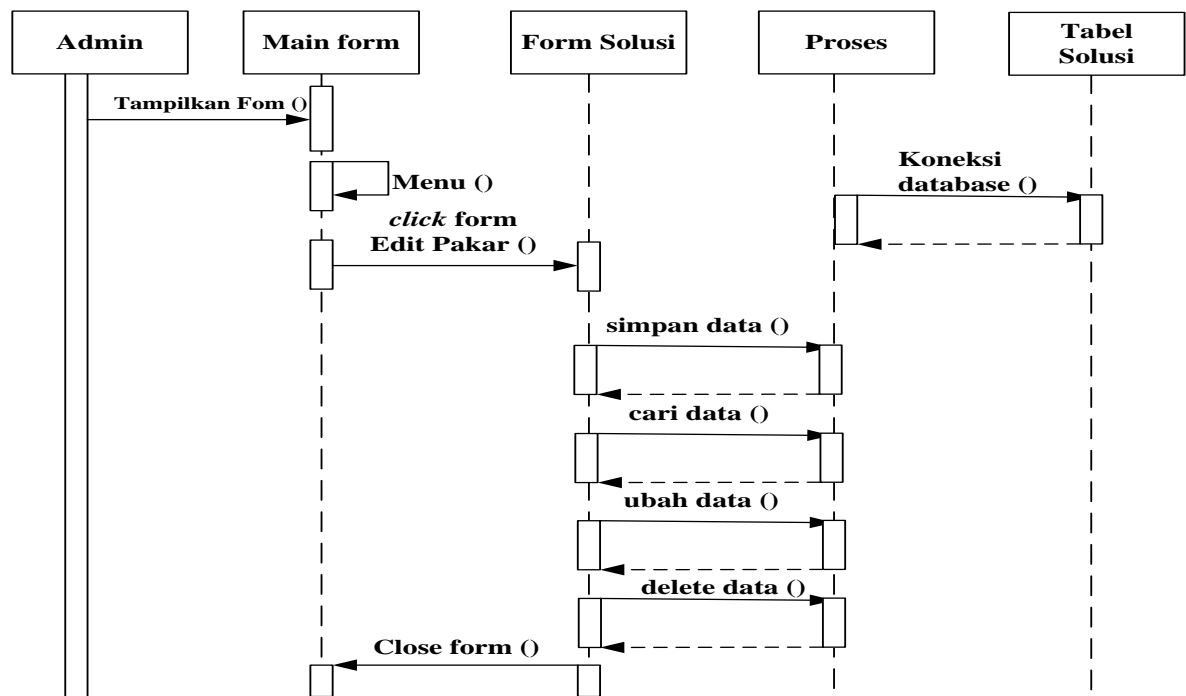 Admin
Main form
Form Solusi
Proses
Tabel
Solusi
Tampilkan Fom ()
Menu ()
Koneksi
database ()
click form
Edit Pakar ()
simpan data ()
cari data ()
ubah data ()
delete data ()
Close form ()